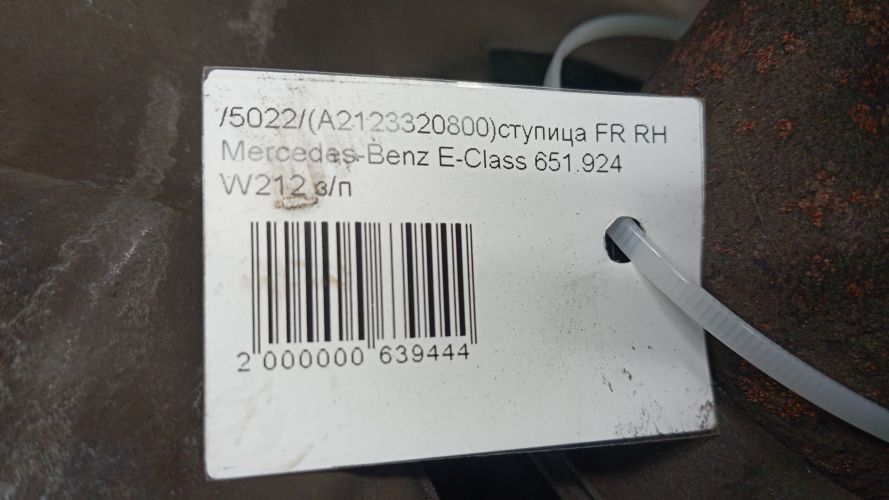 /5022/(A2123320800)ступица FR RH
Mercedes-Benz E-Class 651.924
W212 з/п
2 000000 639444